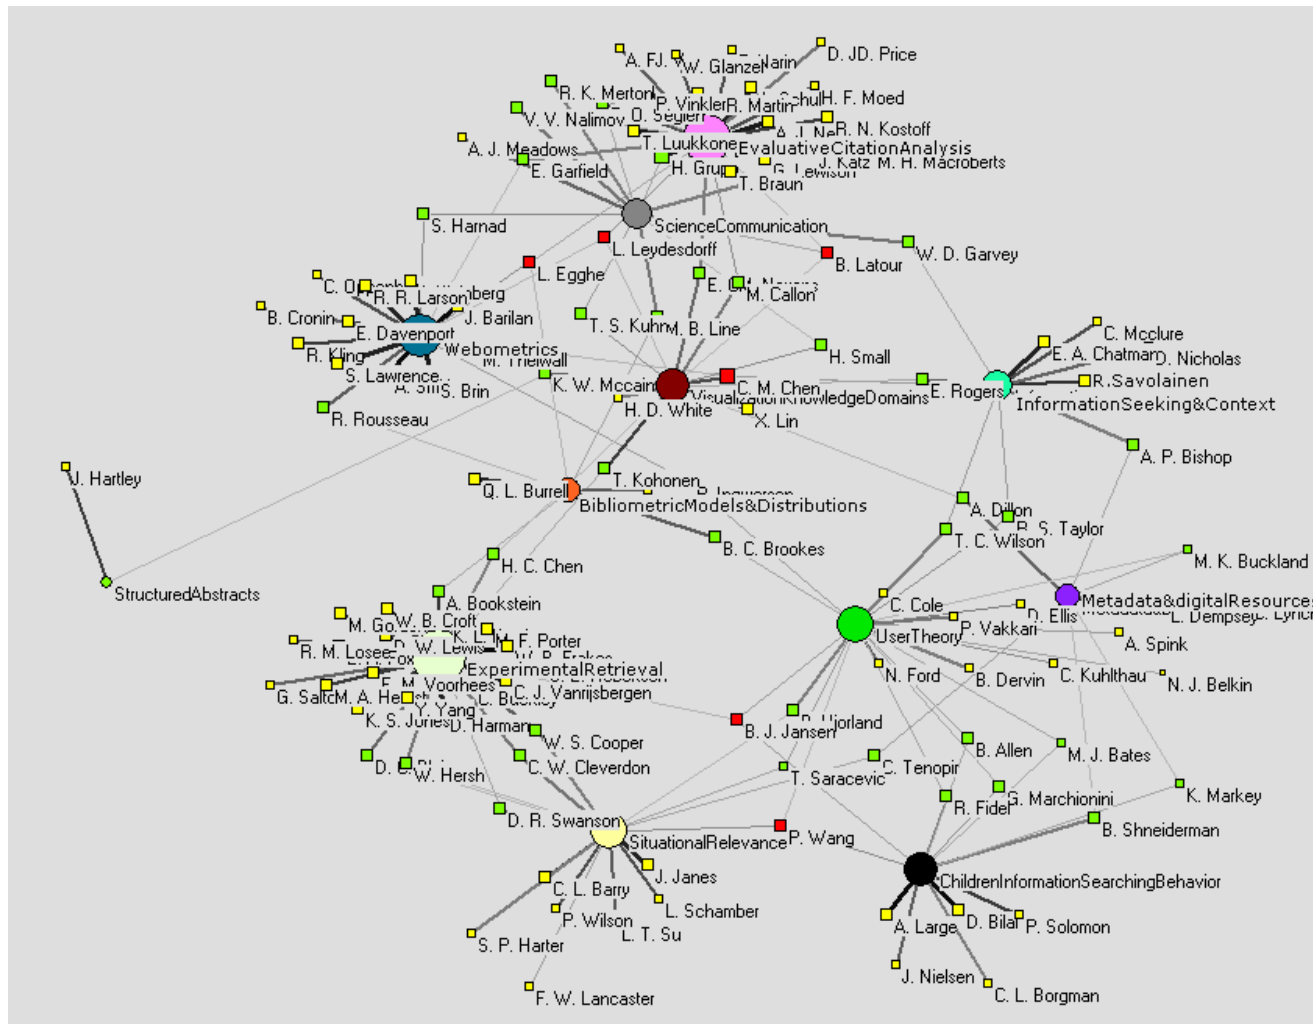 D. JD. Price
W. Glanzel
R. K. Merton
P. Vinkler
R. Martin
H. F. Moed
V. V. Nalimov
R. N. Kostoff
A. J. Meadows
T. Luukkone
EvaluativeCitationAnalysis
E. Garfield
J. Katz
M. H. Macroberts
T. Braun
S. Harnad
ScienceCommunication
L. Leydesdorff
W. D. Garvey
B. Latour
L. Egghe
R. R. Larson
M. Callon
B. Cronin
J. Barilan
E. Davenport
T. S. Kuhn
M. B. Line
C. Mcclure
R. Kling
Webometrics
H. Small
E. A. Chatman
D. Nicholas
S. Lawrence
M. Thelwall
S. Brin
K. W. Mccain
C. M. Chen
E. Rogers
R. Savolainen
VisualizationKnowledgeDomains
InformationSeeking&Context
R. Rousseau
H. D. White
X. Lin
A. P. Bishop
J. Hartley
T. Kohonen
Q. L. Burrell
BibliometricModels&Distributions
A. Dillon
R. S. Taylor
B. C. Brookes
T. C. Wilson
M. K. Buckland
H. C. Chen
StructuredAbstracts
A. Bookstein
C. Cole
Metadata&digitalResources
W. B. Croft
D. Ellis
L. Dempsey
M. F. Porter
UserTheory
P. Vakkari
A. Spink
R. M. Losee
W. Lewis
ExperimentalRetrieval
N. Ford
B. Dervin
C. Kuhlthau
N. J. Belkin
E. M. Voorhees
C. J. Vanrijsbergen
Y. Yang
K. S. Jones
D. Harman
B. J. Jansen
W. S. Cooper
B. Allen
M. J. Bates
W. Hersh
C. W. Cleverdon
T. Saracevic
C. Tenopir
G. Marchionini
K. Markey
R. Fidel
D. R. Swanson
SituationalRelevance
P. Wang
B. Shneiderman
J. Janes
ChildrenInformationSearchingBehavior
C. L. Barry
P. Wilson
L. Schamber
A. Large
D. Bilal
P. Solomon
L. T. Su
S. P. Harter
J. Nielsen
F. W. Lancaster
C. L. Borgman